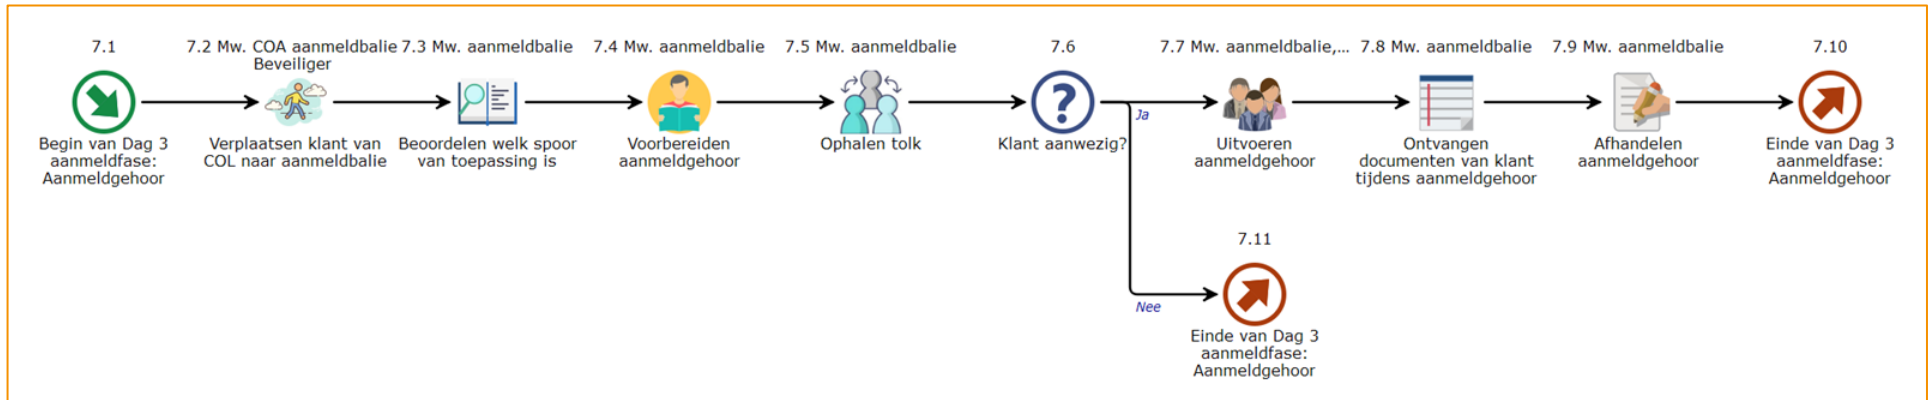 7.1
Begin van Dag 3
aanmeldfase:
Aanmeldgehoor
7.2 Mw. COA aanmeldbalie
Beveiliger
Verplaatsen klant van
COL naar aanmeldbalie
7.3 Mw. aanmeldbalie
Beoordelen welk spoor
van toepassing is
7.4 Mw. aanmeldbalie
Voorbereiden
aanmeldgehoor
7.5 Mw. aanmeldbalie
Ophalen tolk
7.6
?
Klant aanwezig?
Ja
7.7 Mw. aanmeldbalie,...
Uitvoeren
aanmeldgehoor
7.8 Mw. aanmeldbalie
Ontvangen
documenten van klant
tijdens aanmeldgehoor
7.9 Mw. aanmeldbalie
Afhandelen
aanmeldgehoor
7.10
Einde van Dag 3
aanmeldfase:
Aanmeldgehoor
Nee
7.11
Einde van Dag 3
aanmeldfase:
Aanmeldgehoor